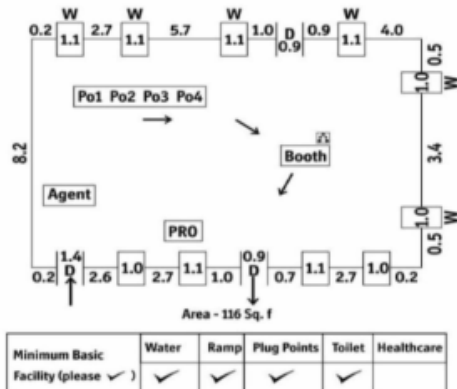 W W W W
0.2 1.1 2.7 1.1 5.7 1.1 1.0 D 0.9 0.9 1.1 4.0
0.5
1.0 W
Po1 Po2 Po3 Po4
8.2
Booth
3.4
Agent
1.0 W
PRO
0.5
0.2 1.4 D 2.6 1.0 2.7 1.1 1.0 0.9 D 0.7 1.1 2.7 1.0 0.2
Area - 116 Sq. f
Minimum Basic Facility (please ✓) Water Ramp Plug Points Toilet Healthcare
✓ ✓ ✓ ✓